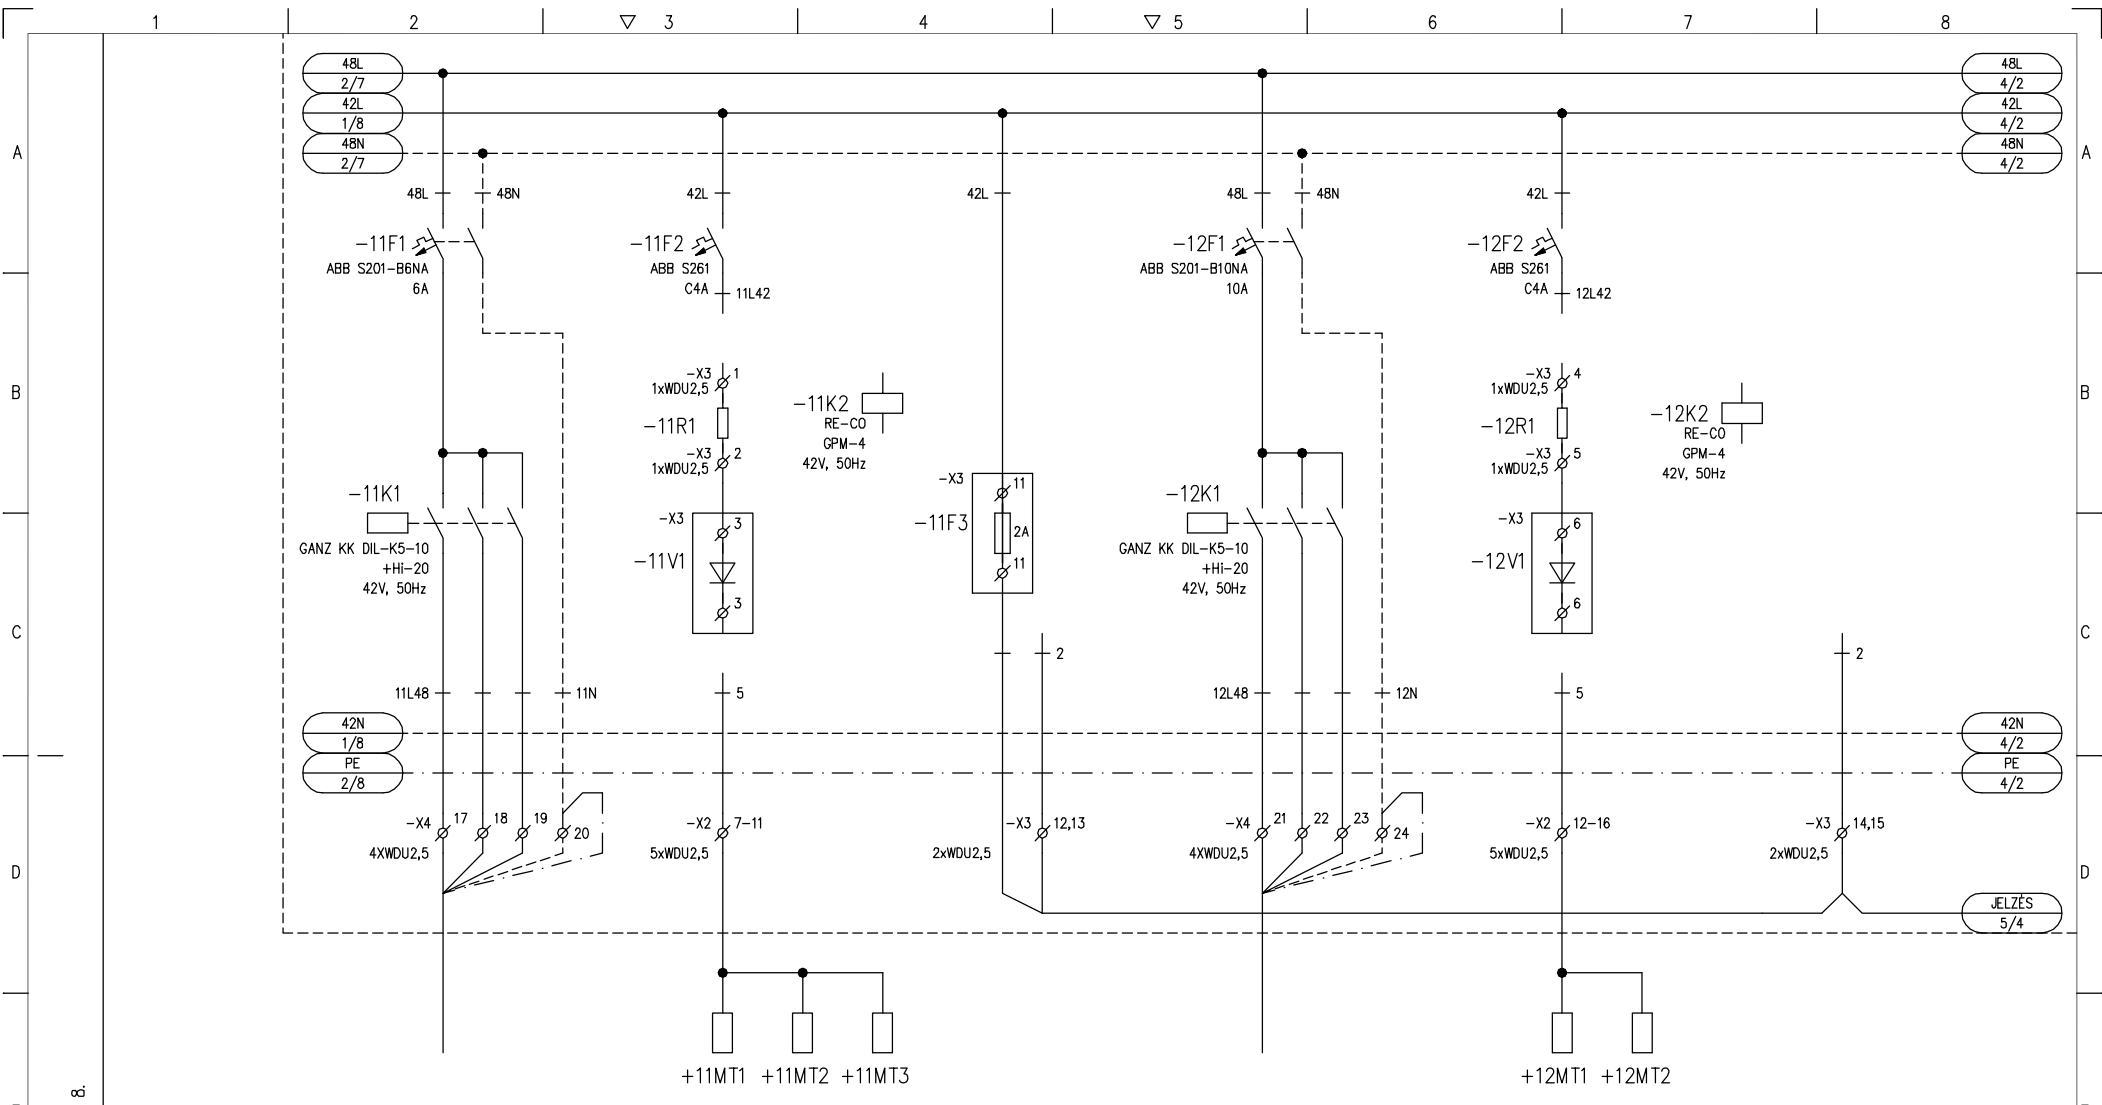 1 2 3 4 5 6 7 8
48L
2/7
42L
1/8
48N
2/7
48L
4/2
42L
4/2
48N
4/2
A
A
48L 48N 42L 42L 48L 48N 42L
-11F1
ABB S201-B6NA
6A
-11F2
ABB S261
C4A
11L42
-12F1
ABB S201-B10NA
10A
-12F2
ABB S261
C4A
12L42
B
B
-X3 1
1xWDU2,5
-11R1
-X3 2
1xWDU2,5
-11K2
RE-CO
GPM-4
42V, 50Hz
-X3 4
1xWDU2,5
-12R1
-X3 5
1xWDU2,5
-12K2
RE-CO
GPM-4
42V, 50Hz
-11K1
GANZ KK DIL-K5-10
+Hi-20
42V, 50Hz
-X3
3
-11V1
3
-X3
11
-11F3
2A
11
-12K1
GANZ KK DIL-K5-10
+Hi-20
42V, 50Hz
-X3
6
-12V1
6
C
C
2
2
11L48 11N 5 12L48 12N 5
42N
1/8
PE
2/8
42N
4/2
PE
4/2
-X4 17 18 19 20
4XWDU2,5
-X2 7-11
5xWDU2,5
-X3 12,13
2xWDU2,5
-X4 21 22 23 24
4XWDU2,5
-X2 12-16
5xWDU2,5
-X3 14,15
2xWDU2,5
D
D
JELZÉS
5/4
+11MT1 +11MT2 +11MT3 +12MT1 +12MT2
8.